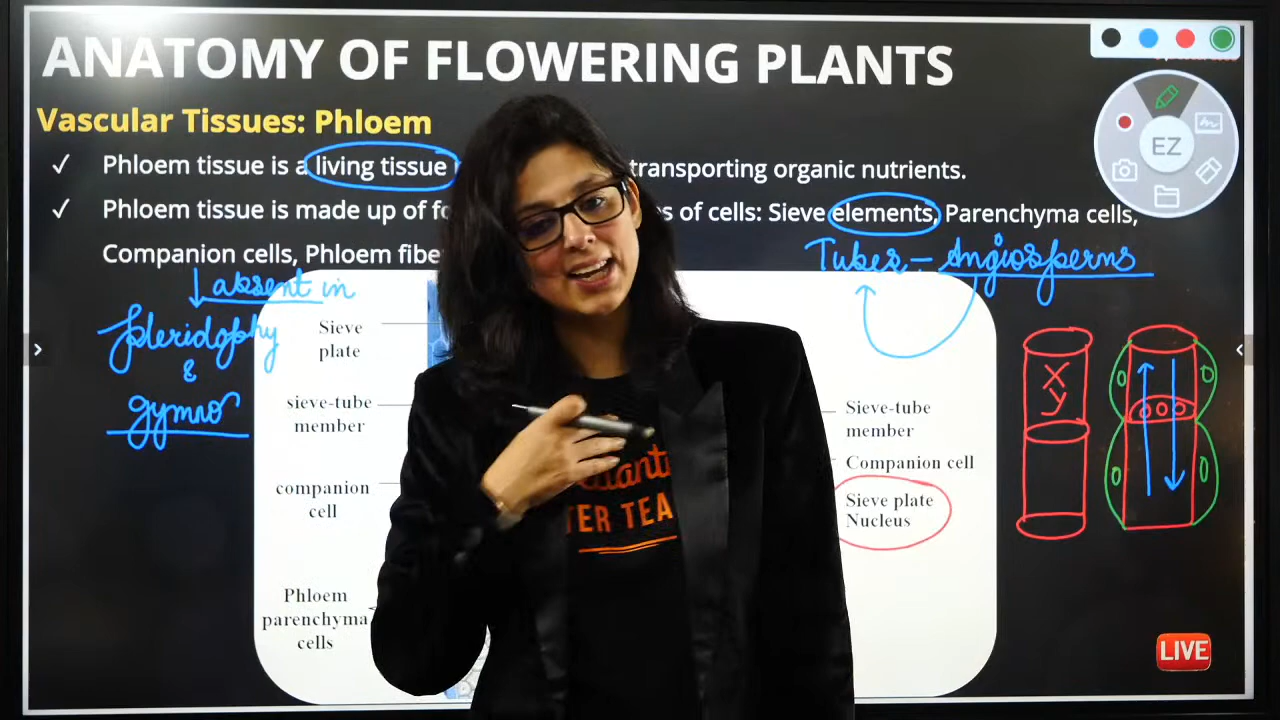 ANATOMY OF FLOWERING PLANTS
Vascular Tissues: Phloem
✓ Phloem tissue is a living tissue transporting organic nutrients.
✓ Phloem tissue is made up of fo es of cells: Sieve elements, Parenchyma cells,
Companion cells, Phloem fibe
Tubes - Angiosperms
absent in
pteridophy
&
gymno
Sieve
plate
sieve-tube
member
companion
cell
Phloem
parenchyma
cells
Sieve-tube
member
Companion cell
Sieve plate
Nucleus
X
y
EZ
TER TEA
LIVE